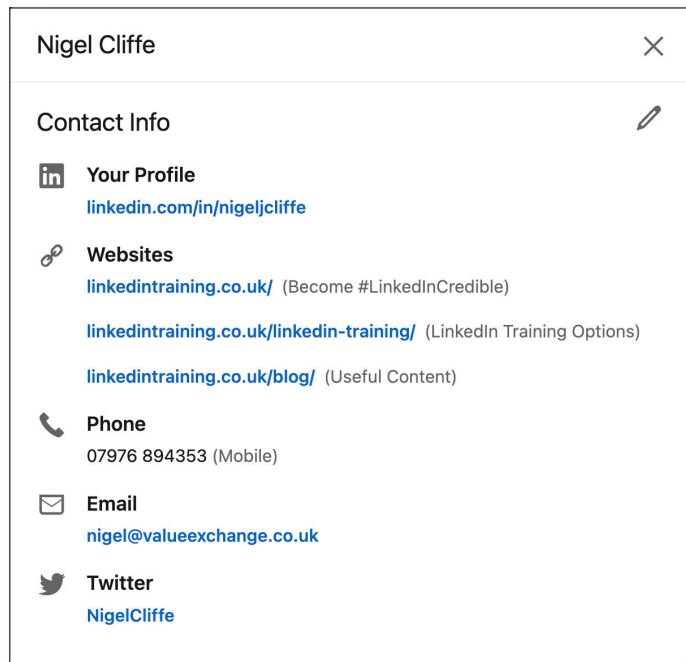 Nigel Cliffe
Contact Info
Your Profile
linkedin.com/in/nigeljcliffe
Websites
linkedintraining.co.uk/ (Become #LinkedInCredible)
linkedintraining.co.uk/linkedin-training/ (LinkedIn Training Options)
linkedintraining.co.uk/blog/ (Useful Content)
Phone
07976 894353 (Mobile)
Email
nigel@valueexchange.co.uk
Twitter
NigelCliffe